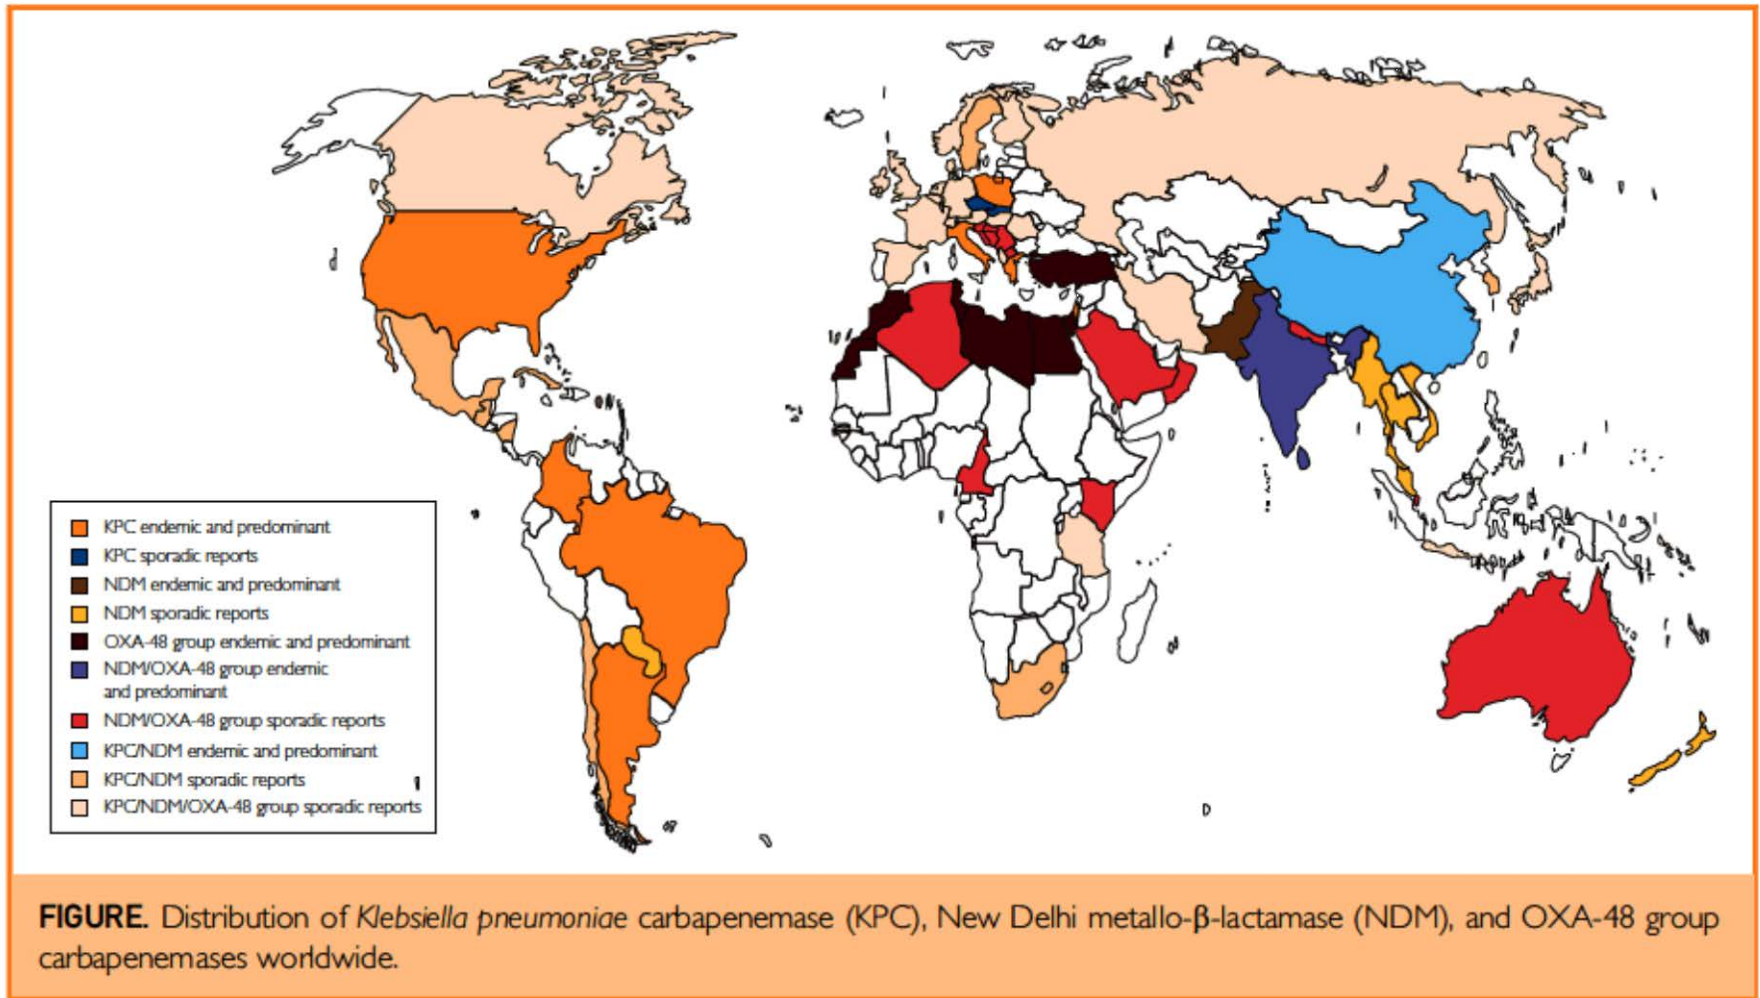 KPC endemic and predominant
KPC sporadic reports
NDM endemic and predominant
NDM sporadic reports
OXA-48 group endemic and predominant
NDM/OXA-48 group endemic
and predominant
NDM/OXA-48 group sporadic reports
KPC/NDM endemic and predominant
KPC/NDM sporadic reports
KPC/NDM/OXA-48 group sporadic reports
FIGURE. Distribution of Klebsiella pneumoniae carbapenemase (KPC), New Delhi metallo-β-lactamase (NDM), and OXA-48 group
carbapenemases worldwide.